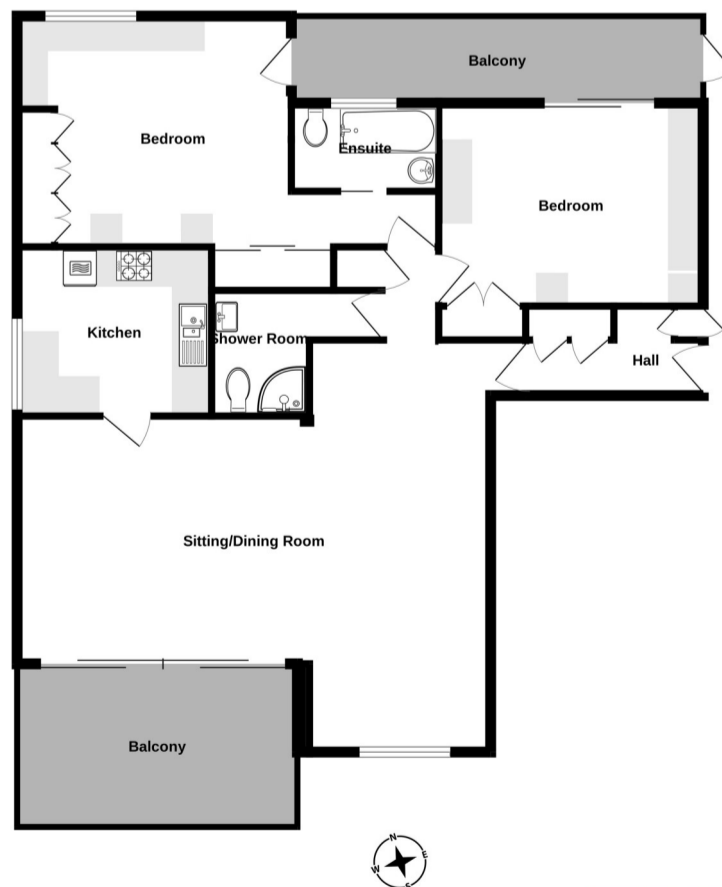 Balcony
Bedroom
Ensuite
Bedroom
Kitchen
Shower Room
Hall
Sitting/Dining Room
Balcony
N
E
W
S